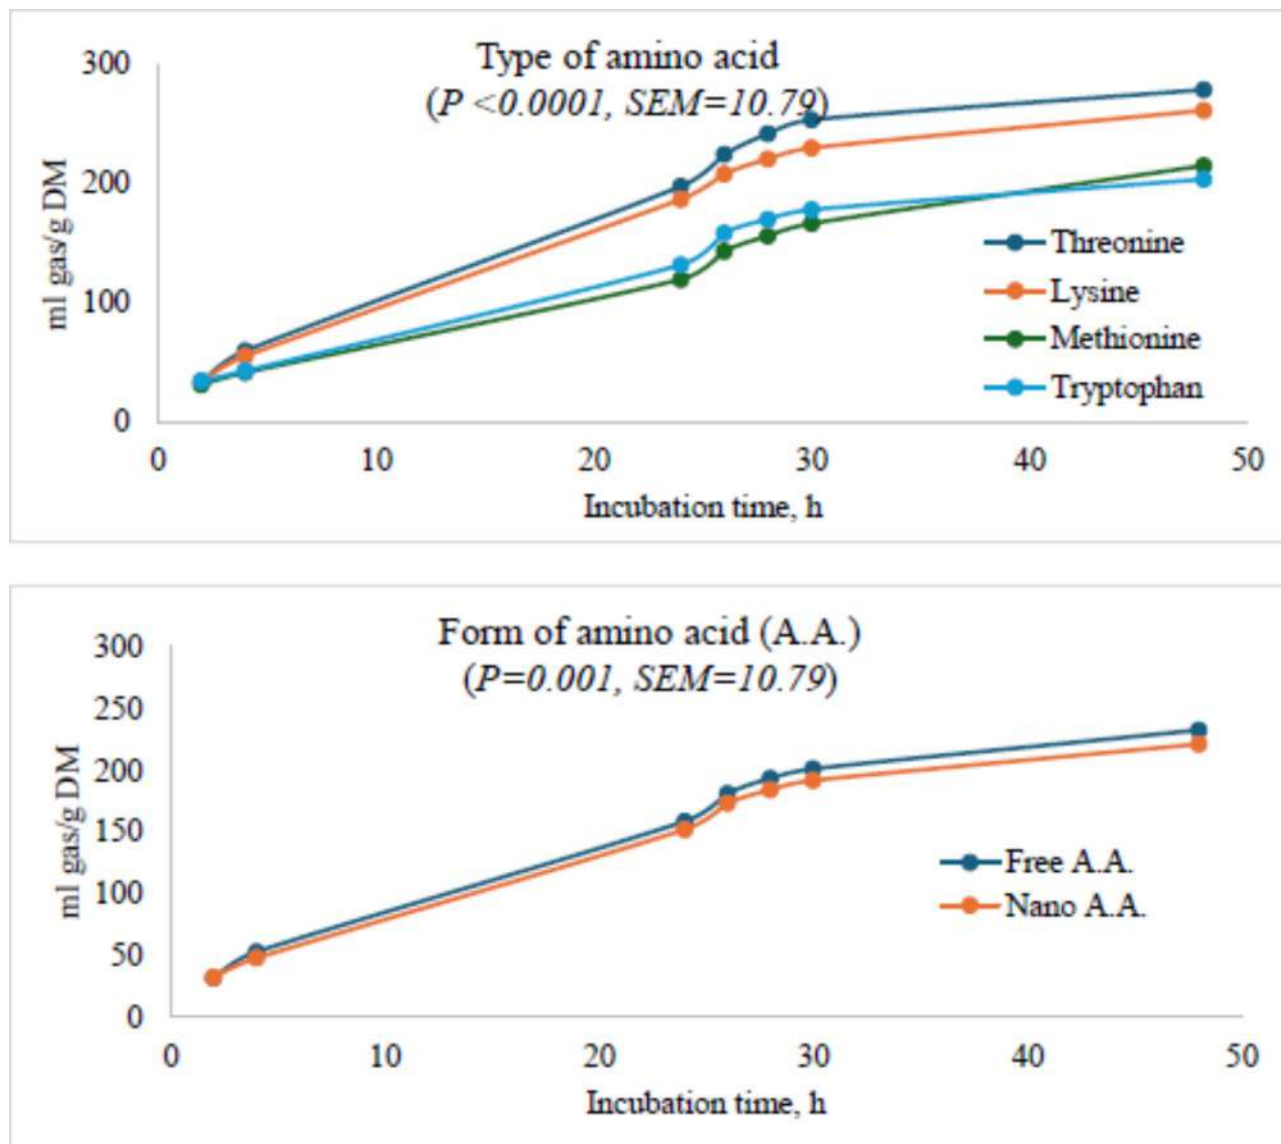 Type of amino acid
(P <0.0001, SEM=10.79)
300
200
100
0
ml gas/g DM
Threonine
Lysine
Methionine
Tryptophan
0 10 20 30 40 50
Incubation time, h
Form of amino acid (A.A.)
(P=0.001, SEM=10.79)
300
250
200
150
100
50
0
ml gas/g DM
Free A.A.
Nano A.A.
0 10 20 30 40 50
Incubation time, h